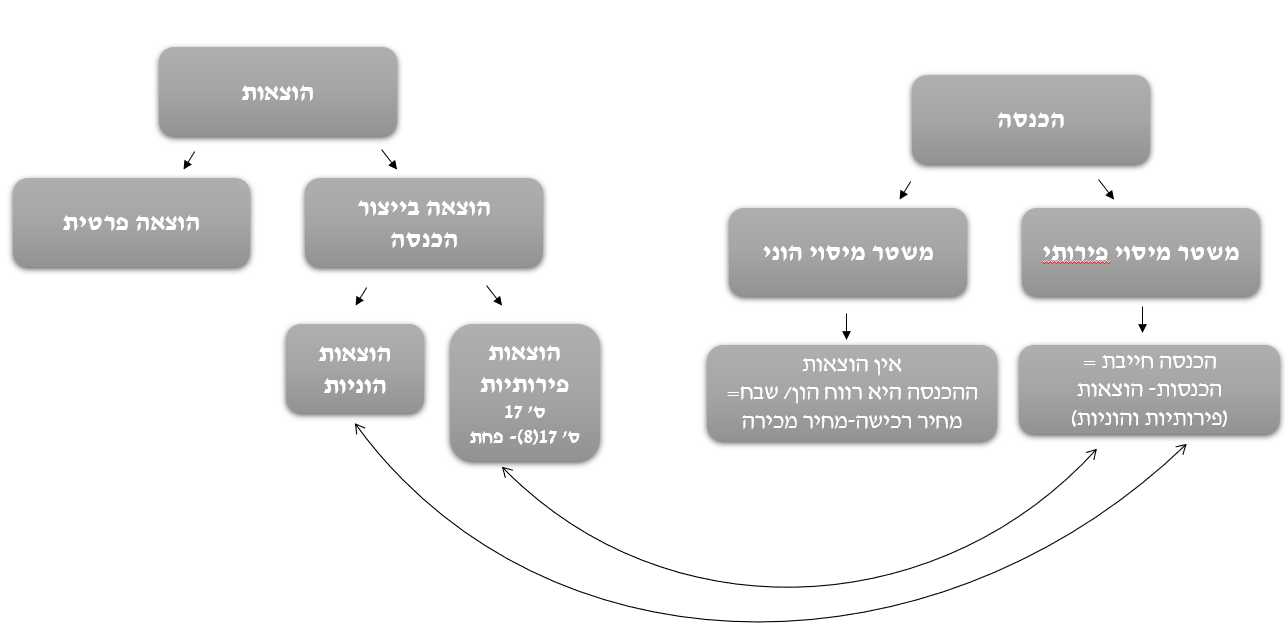 הכנסה
משטר מיסוי פירותי
משטר מיסוי הוני
הכנסה חייבת =
הכנסות- הוצאות
(פירותיות והוניות)
אין הוצאות
ההכנסה היא רווח הון/ שבח=
מחיר רכישה-מחיר מכירה
הוצאות
הוצאה בייצור
הכנסה
הוצאה פרטית
הוצאות
פירותיות
ס' 17
ס' 17(8)- פחת
הוצאות
הוניות